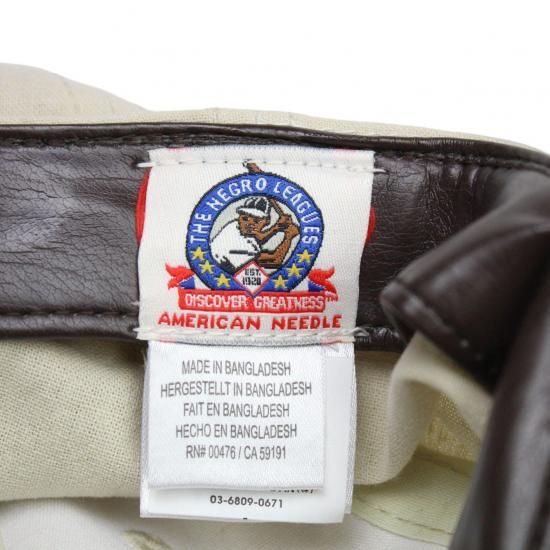 THE NEGRO LEAGUES
EST.
1920
DISCOVER GREATNESS™
AMERICAN NEEDLE
MADE IN BANGLADESH
HERGESTELLT IN BANGLADESH
FAIT EN BANGLADESH
HECHO EN BANGLADESH
RN# 00476 / CA 59191
03-6809-0671